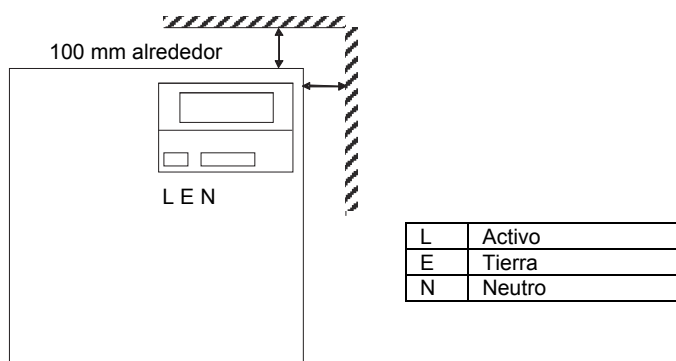 100 mm alrededor
L E N
L Activo
E Tierra
N Neutro